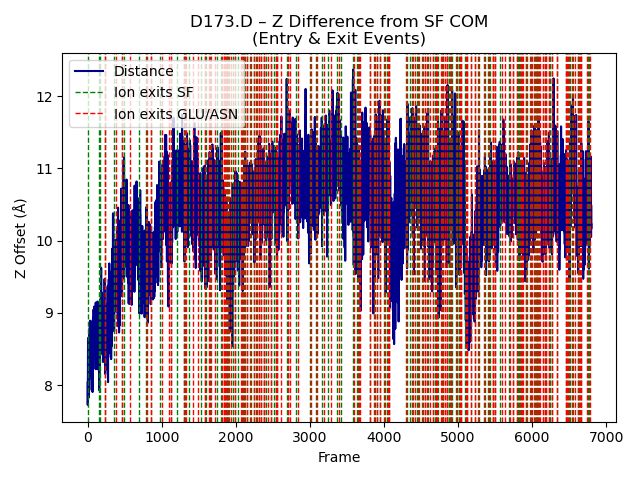 D173.D – Z Difference from SF COM
(Entry & Exit Events)
Distance
Ion exits SF
Ion exits GLU/ASN
Z Offset (Å)
12
11
10
9
8
0 1000 2000 3000 4000 5000 6000 7000
Frame